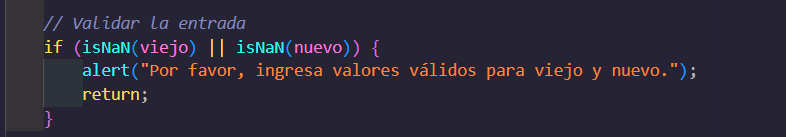 // Validar la entrada
if (isNaN(viejo) || isNaN(nuevo)) {
    alert("Por favor, ingresa valores válidos para viejo y nuevo.");
    return;
}